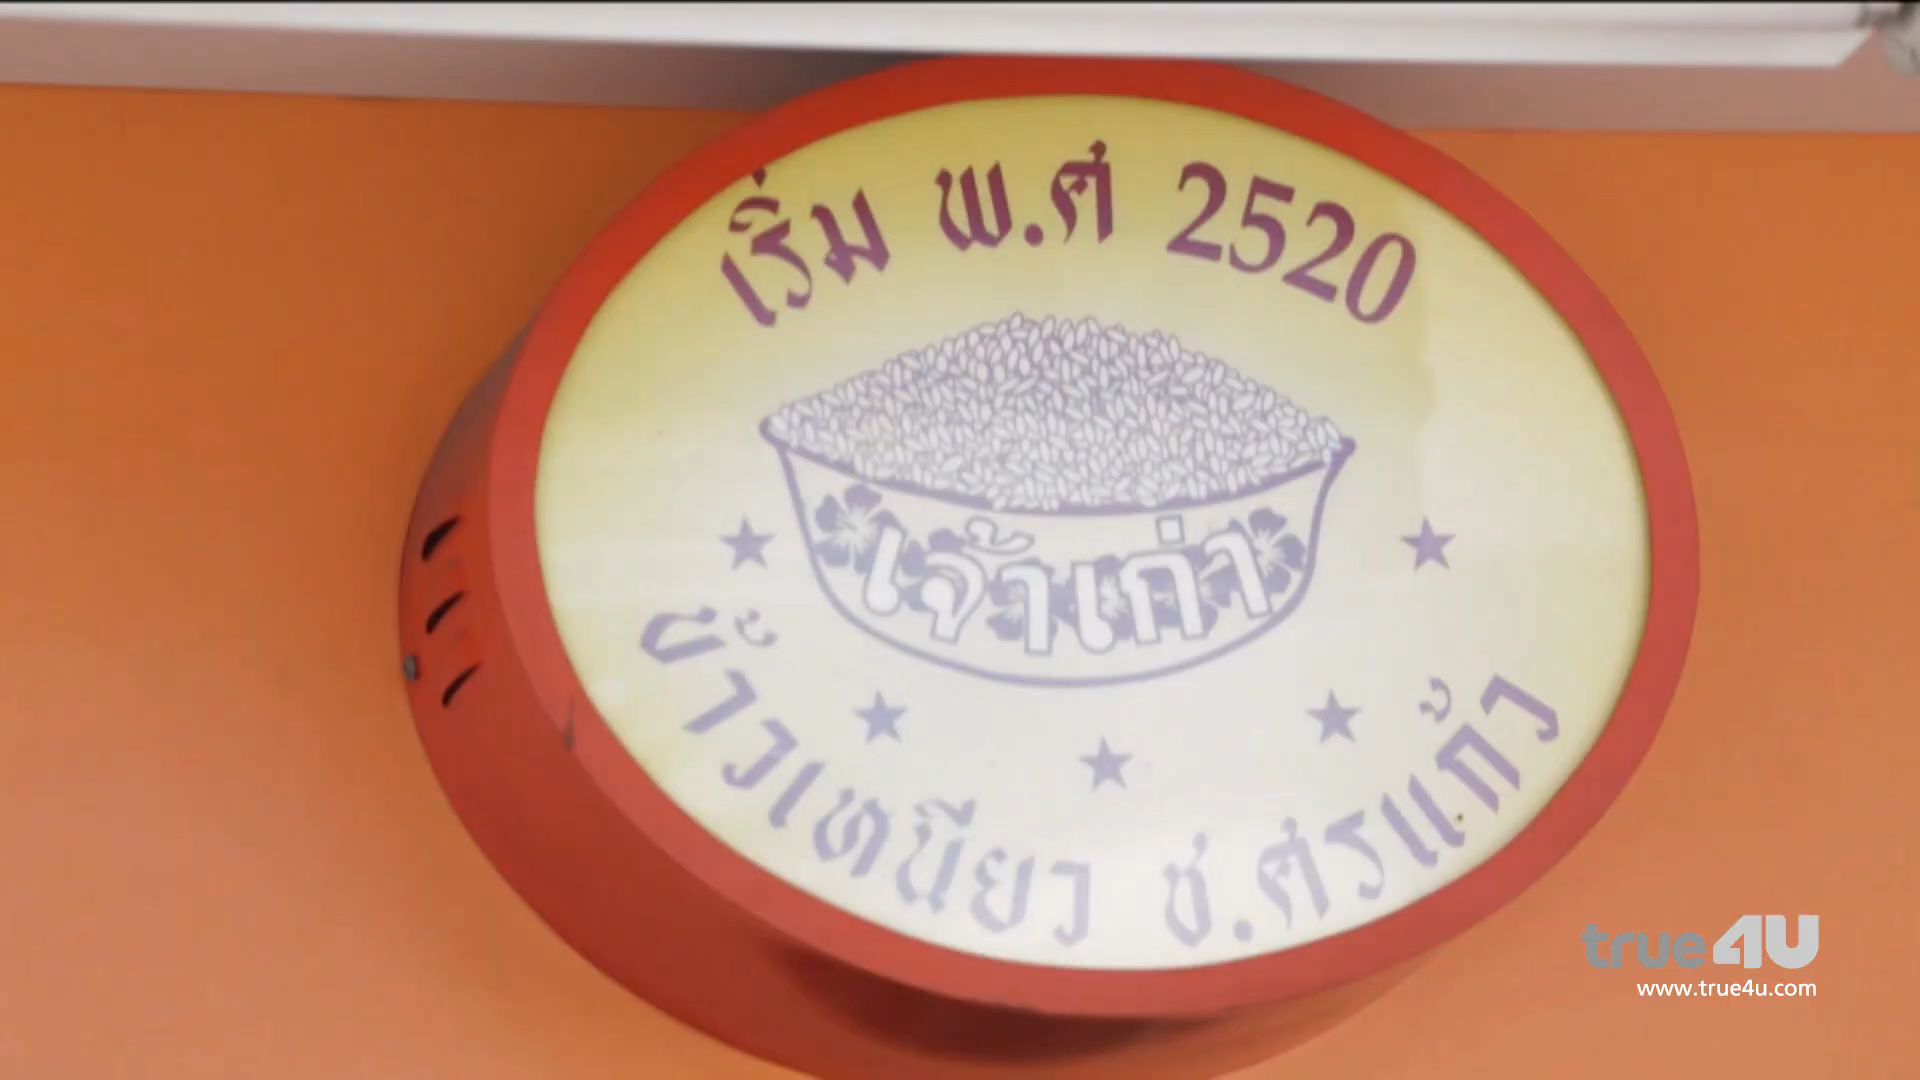 เริ่ม พ.ศ 2520
เจ้าเก่า
ข้าวเหนียว ช.ศรแก้ว
true4U
www.true4u.com